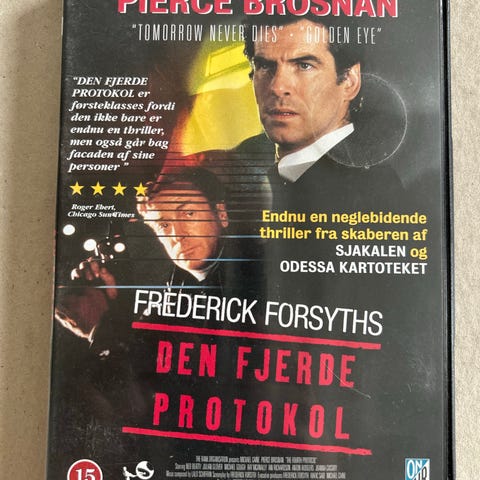 PIERCE BROSNAN
"TOMORROW NEVER DIES" · "GOLDEN EYE"
"DEN FJERDE
PROTOKOL er
førsteklasses fordi
den ikke bare er
endnu en thriller,
men også går bag
facaden af sine
personer "
Roger Ebert,
Chicago Sun-Times
Endnu en neglebidende
thriller fra skaberen af
SJAKALEN og
ODESSA KARTOTEKET
FREDERICK FORSYTHS
DEN FJERDE
PROTOKOL
15